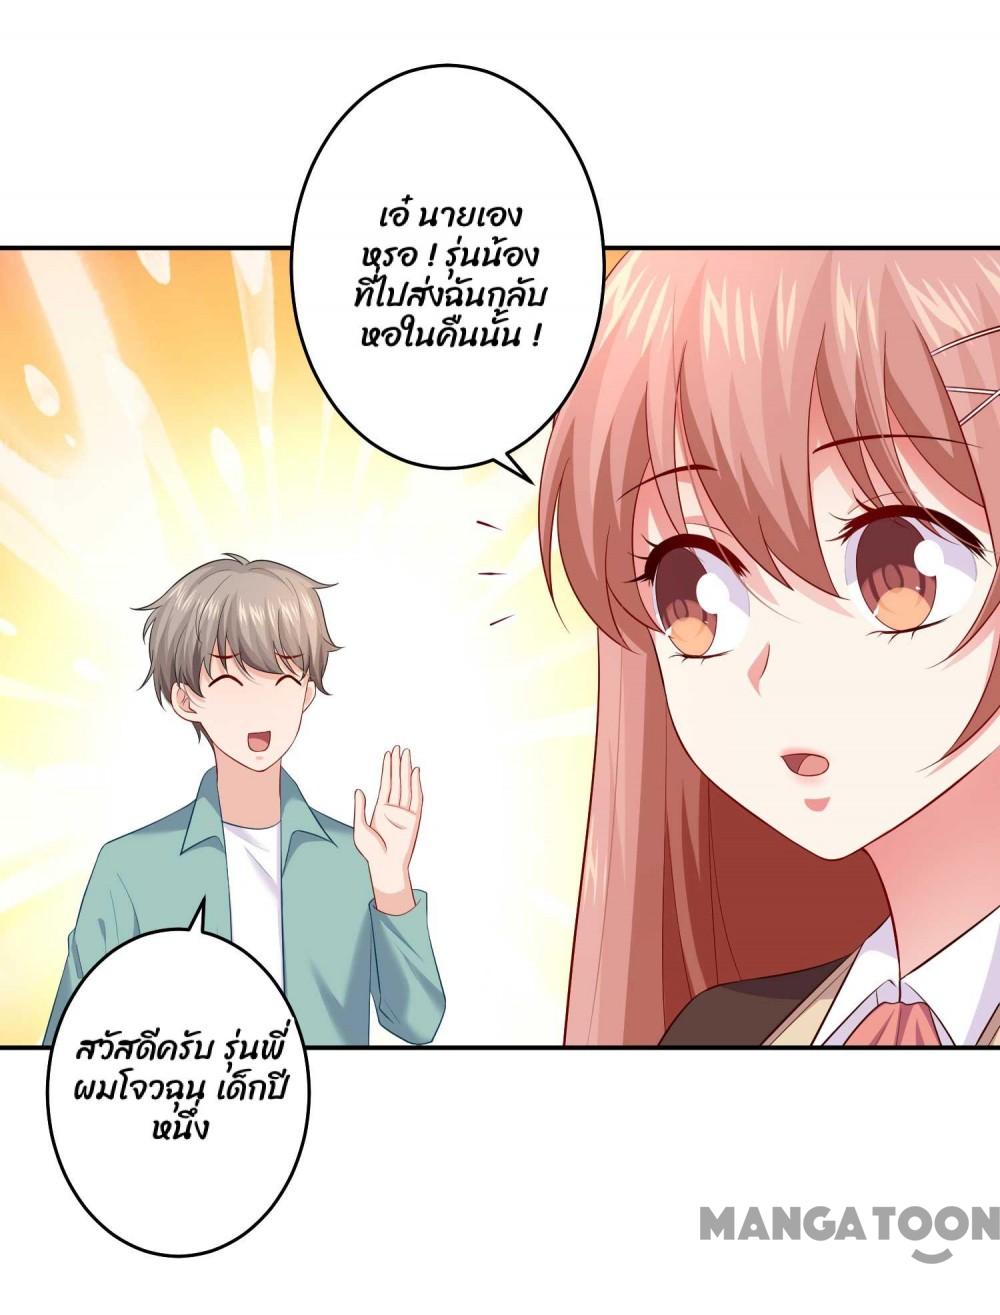 เอ๋ นายเอง
หรอ ! รุ่นน้อง
ที่ไปส่งฉันกลับ
หอในคืนนั้น !
สวัสดีครับ รุ่นพี่
ผมโจวฉุน เด็กปี
หนึ่ง
MANGATOON